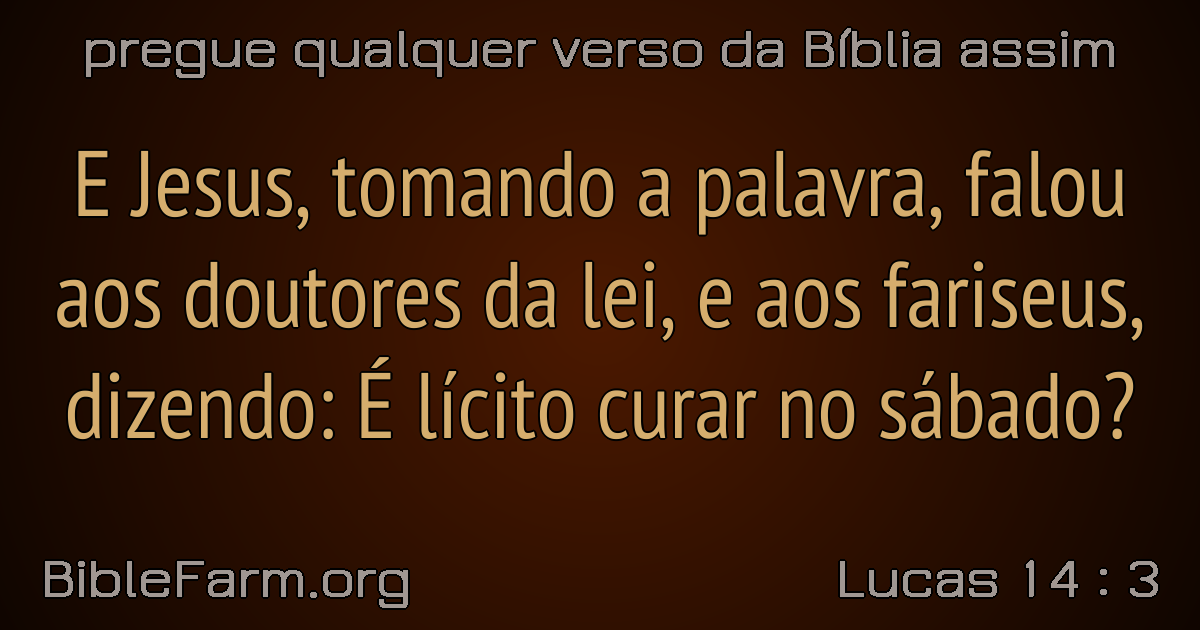 pregue qualquer verso da Bíblia assim
E Jesus, tomando a palavra, falou
aos doutores da lei, e aos fariseus,
dizendo: É lícito curar no sábado?
BibleFarm.org
Lucas 14 : 3